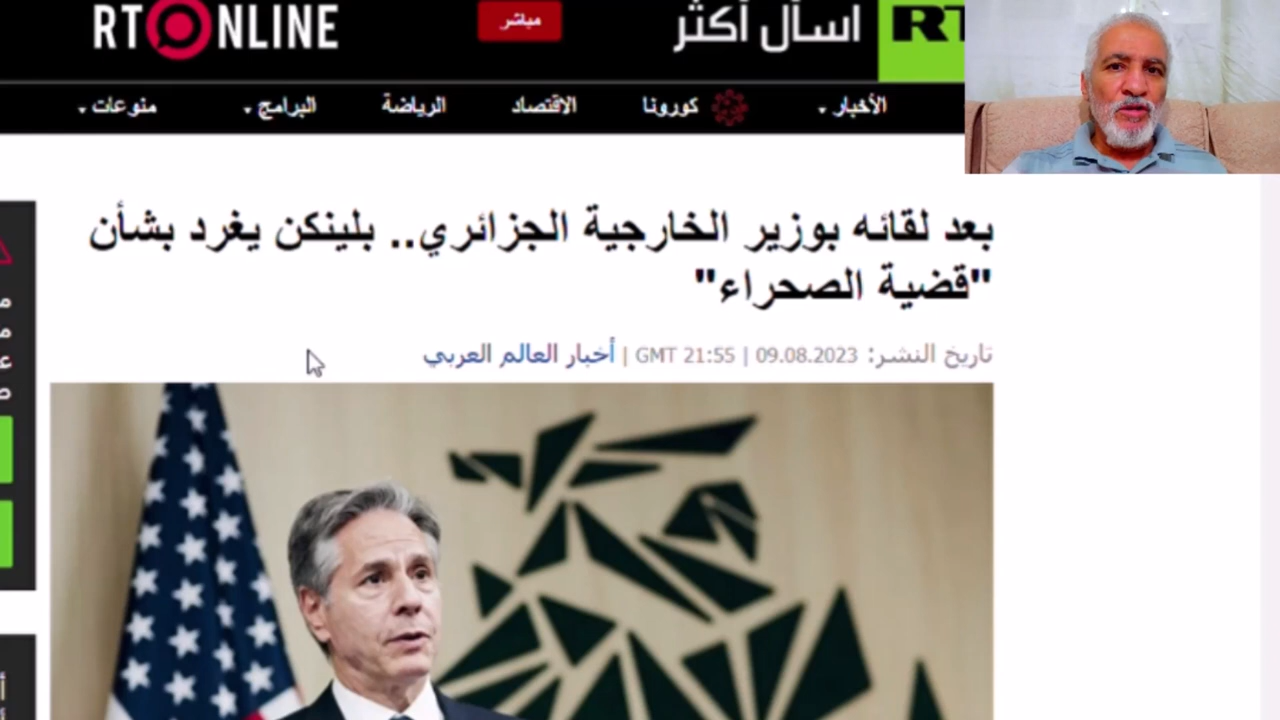 RT ONLINE
مباشر
اسأل أكثر
RT
الأخبار
كورونا
الاقتصاد
الرياضة
البرامج
منوعات
بعد لقائه بوزير الخارجية الجزائري.. بلينكن يغرد بشأن
"قضية الصحراء"
تاريخ النشر: 09.08.2023 | 21:55 GMT | أخبار العالم العربي